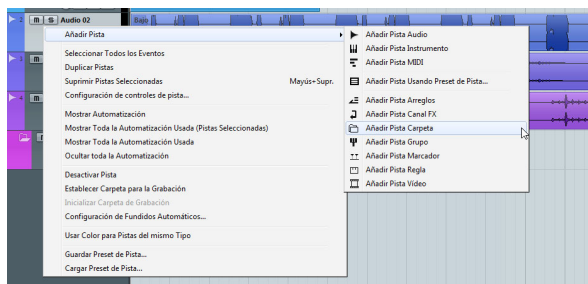 2 m S Audio 02
Bajo
Añadir Pista
Seleccionar Todos los Eventos
Duplicar Pistas
Suprimir Pistas Seleccionadas Mayús+Supr.
Configuración de controles de pista...
Mostrar Automatización
Mostrar Toda la Automatización Usada (Pistas Seleccionadas)
Mostrar Toda la Automatización Usada
Ocultar toda la Automatización
Desactivar Pista
Establecer Carpeta para la Grabación
Inicializar Carpeta de Grabación
Configuración de Fundidos Automáticos...
Usar Color para Pistas del mismo Tipo
Guardar Preset de Pista...
Cargar Preset de Pista...
Añadir Pista Audio
Añadir Pista Instrumento
Añadir Pista MIDI
Añadir Pista Usando Preset de Pista...
Añadir Pista Arreglos
Añadir Pista Canal FX
Añadir Pista Carpeta
Añadir Pista Grupo
Añadir Pista Marcador
Añadir Pista Regla
Añadir Pista Vídeo
3 m
4 m
m